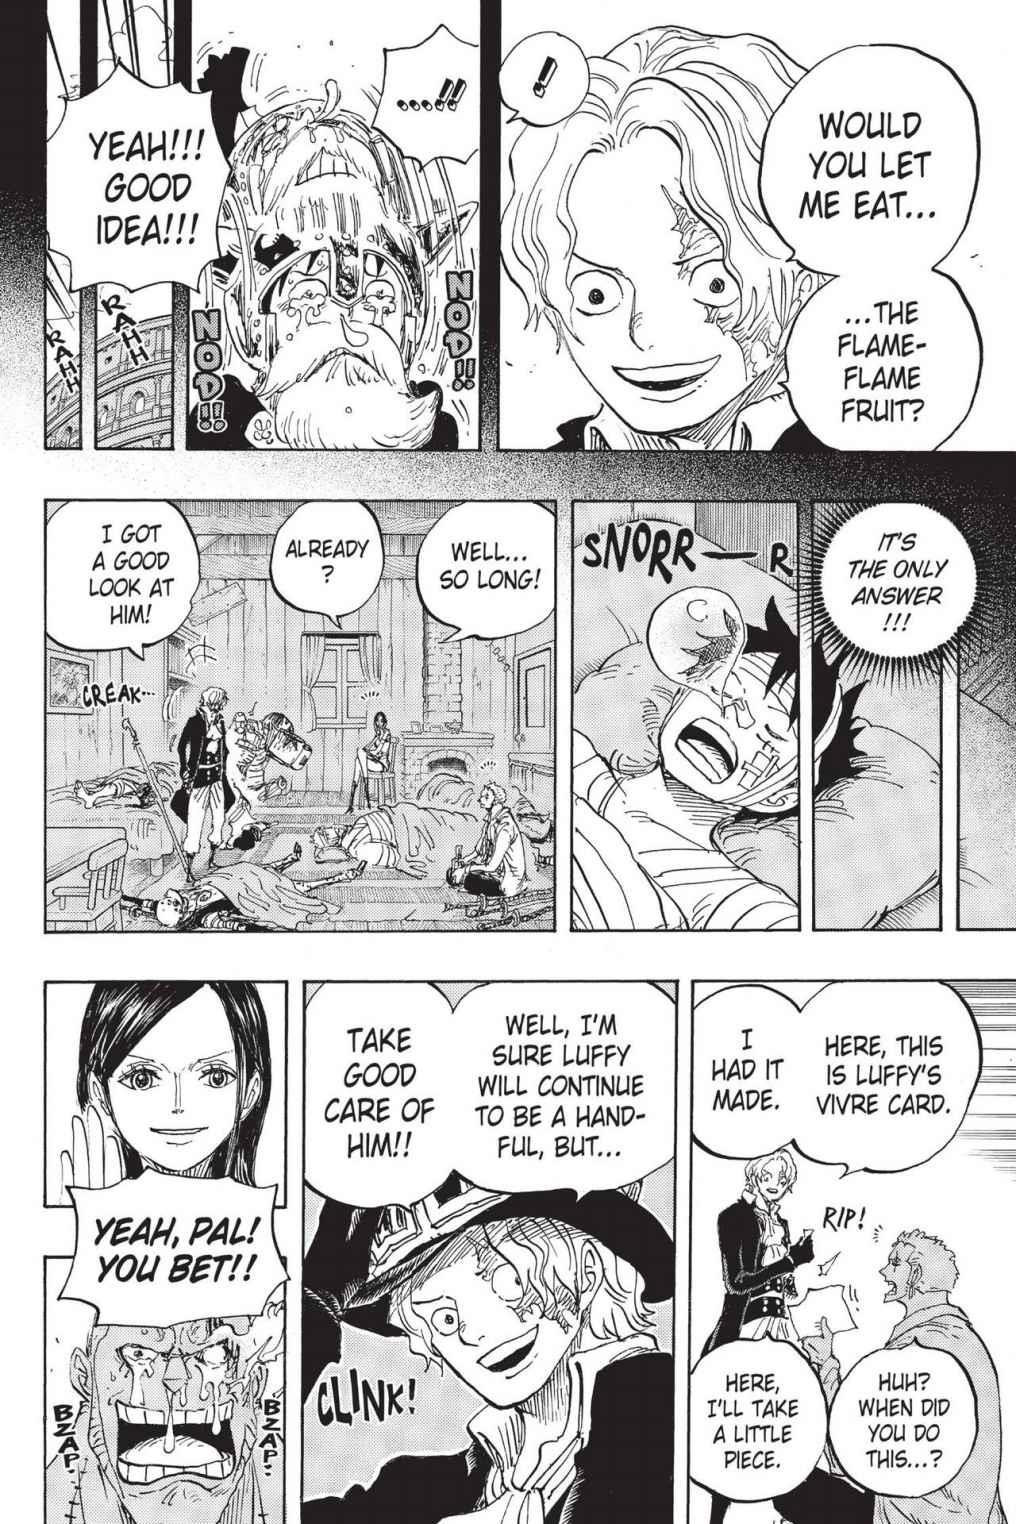 WOULD
YOU LET
ME EAT...
...THE
FLAME-
FLAME
FRUIT?
!!
...!!
NOD!!
NOD!!
YEAH!!!
GOOD
IDEA!!!
RAHH
RAHH
IT'S
THE ONLY
ANSWER
!!!
SNORR—R
WELL...
SO LONG!
ALREADY
?
I GOT
A GOOD
LOOK AT
HIM!
CREAK...
HERE, THIS
IS LUFFY'S
VIVRE CARD.
I
HAD IT
MADE.
RIP!
HUH?
WHEN DID
YOU DO
THIS...?
HERE,
I'LL TAKE
A LITTLE
PIECE.
WELL, I'M
SURE LUFFY
WILL CONTINUE
TO BE A HAND-
FUL, BUT...
TAKE
GOOD
CARE OF
HIM!!
CLINK!
YEAH, PAL!
YOU BET!!
BZAP..
BZAP..